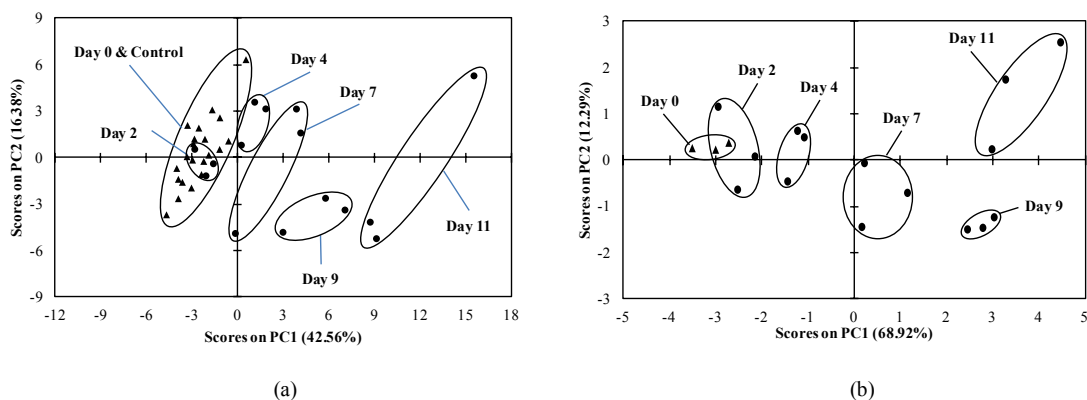 9
6
3
0
-3
-6
-9
-12 -9 -6 -3 0 3 6 9 12 15 18
Scores on PC2 (16.38%)
Scores on PC1 (42.56%)
Day 0 & Control
Day 2
Day 4
Day 7
Day 9
Day 11
(a)
3
2
1
0
-1
-2
-3
-5 -4 -3 -2 -1 0 1 2 3 4 5
Scores on PC2 (12.29%)
Scores on PC1 (68.92%)
Day 0
Day 2
Day 4
Day 7
Day 9
Day 11
(b)